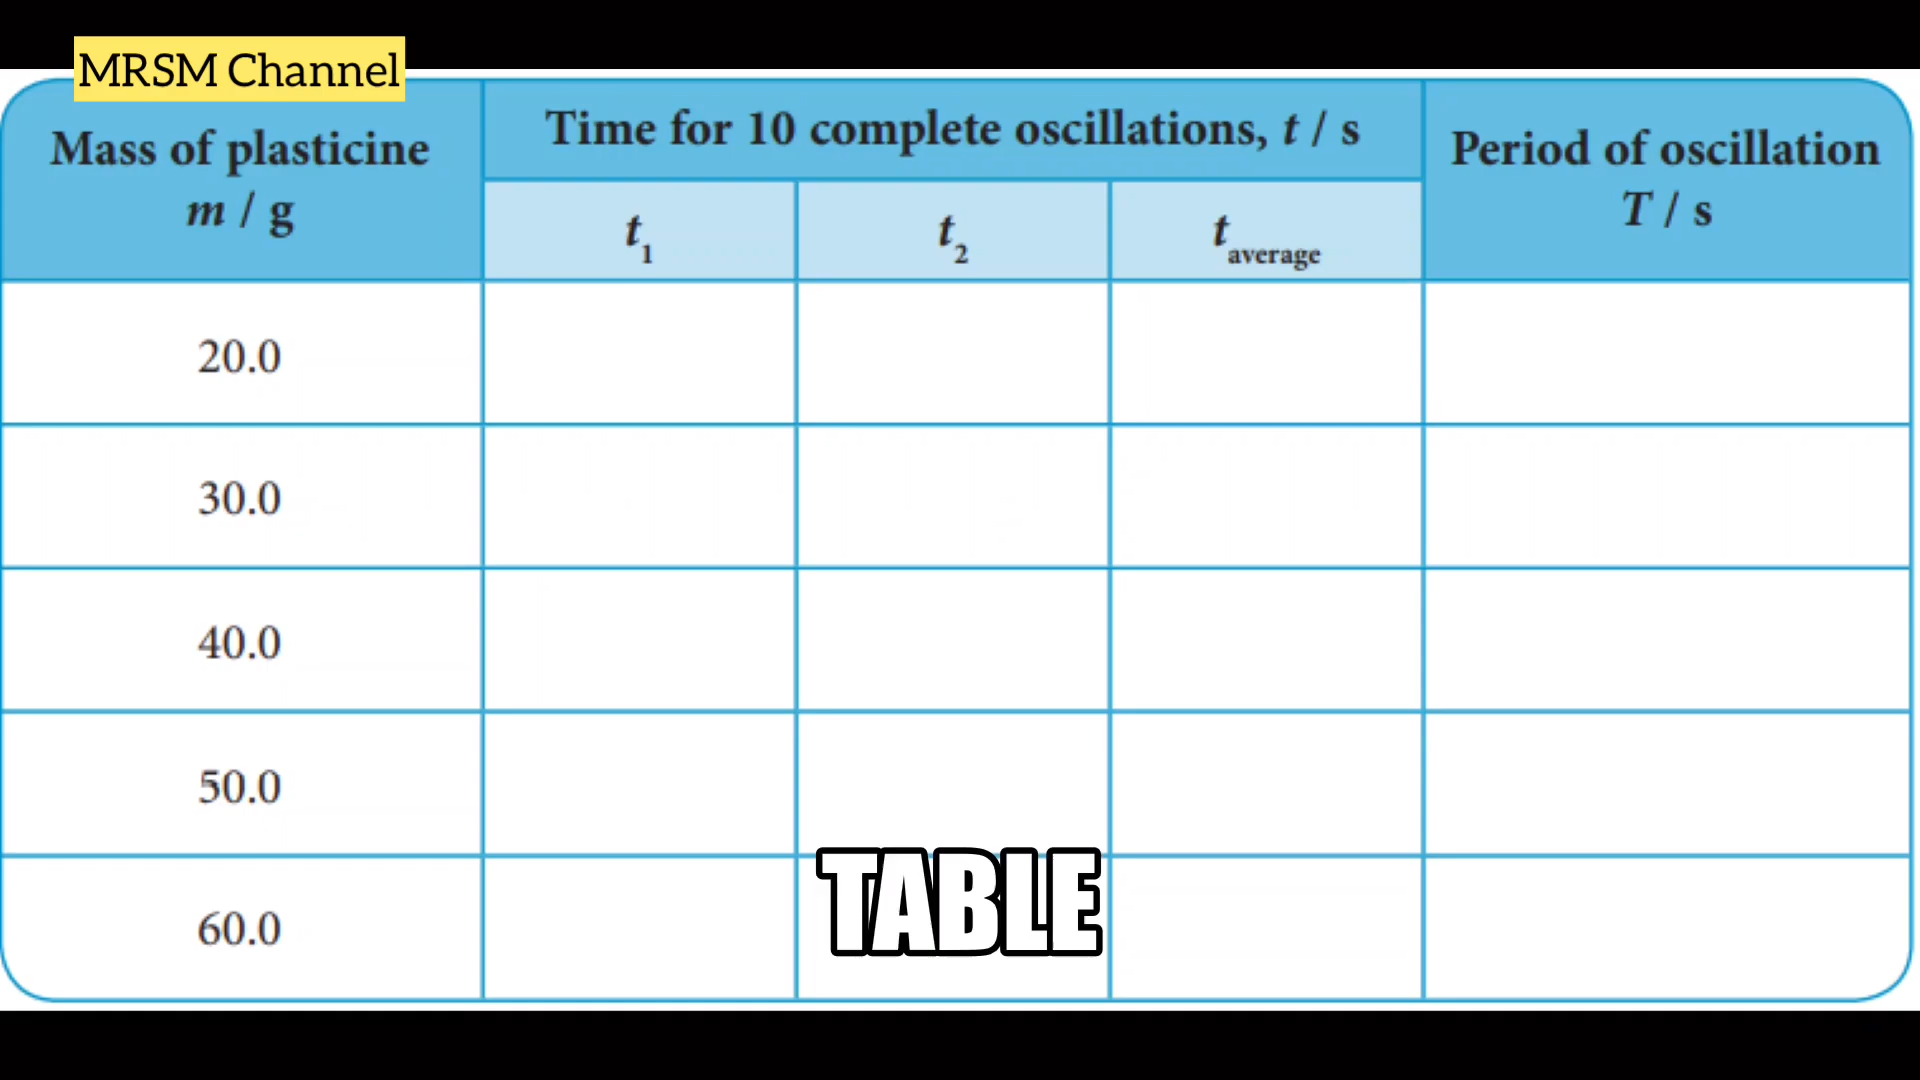 MRSM Channel
Mass of plasticine
m / g
Time for 10 complete oscillations, t / s
t1
t2
taverage
Period of oscillation
T / s
20.0
30.0
40.0
50.0
60.0
TABLE